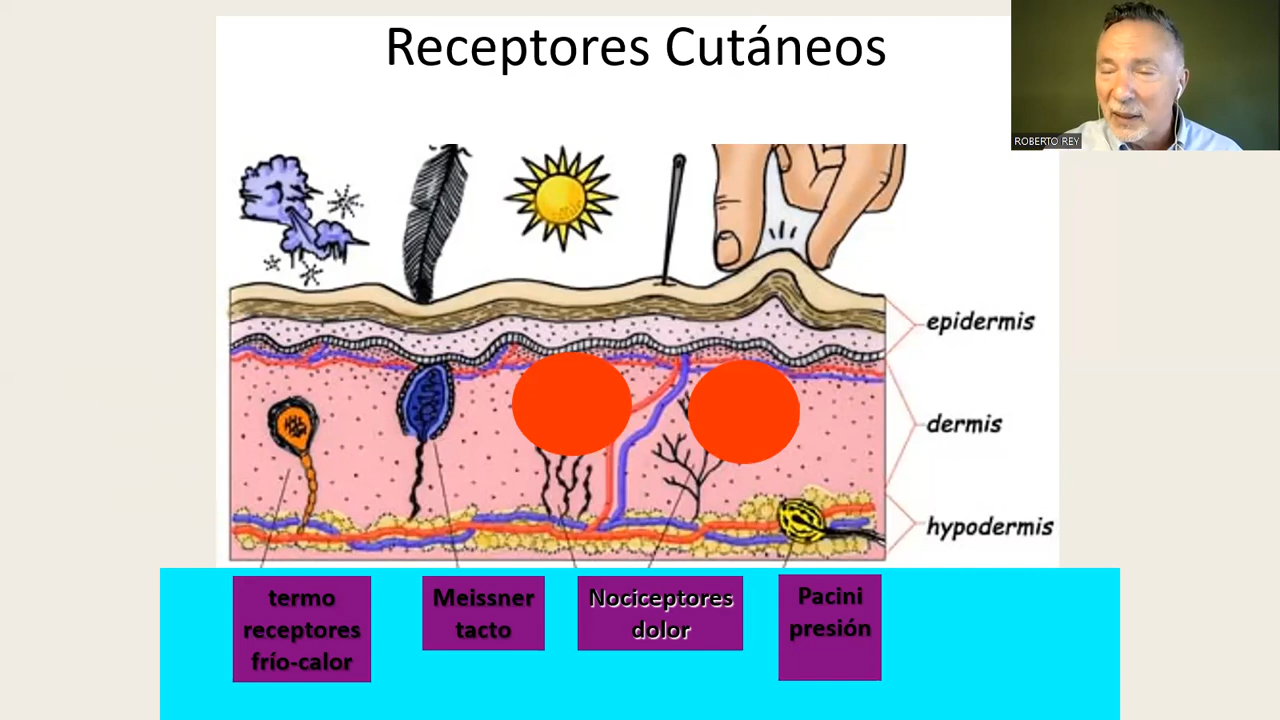 Receptores Cutáneos
ROBERTO REY
epidermis
dermis
hypodermis
termo
receptores
frío-calor
Meissner
tacto
Nociceptores
dolor
Pacini
presión